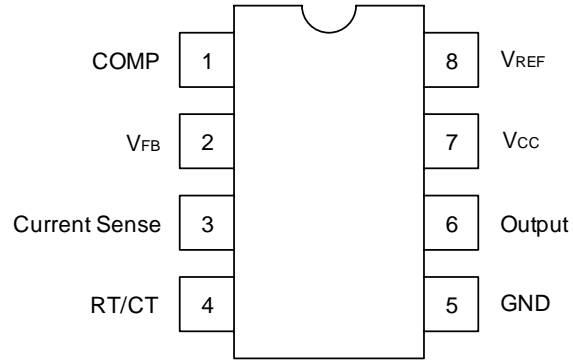 COMP 1 8 VREF
VFB 2 7 VCC
Current Sense 3 6 Output
RT/CT 4 5 GND